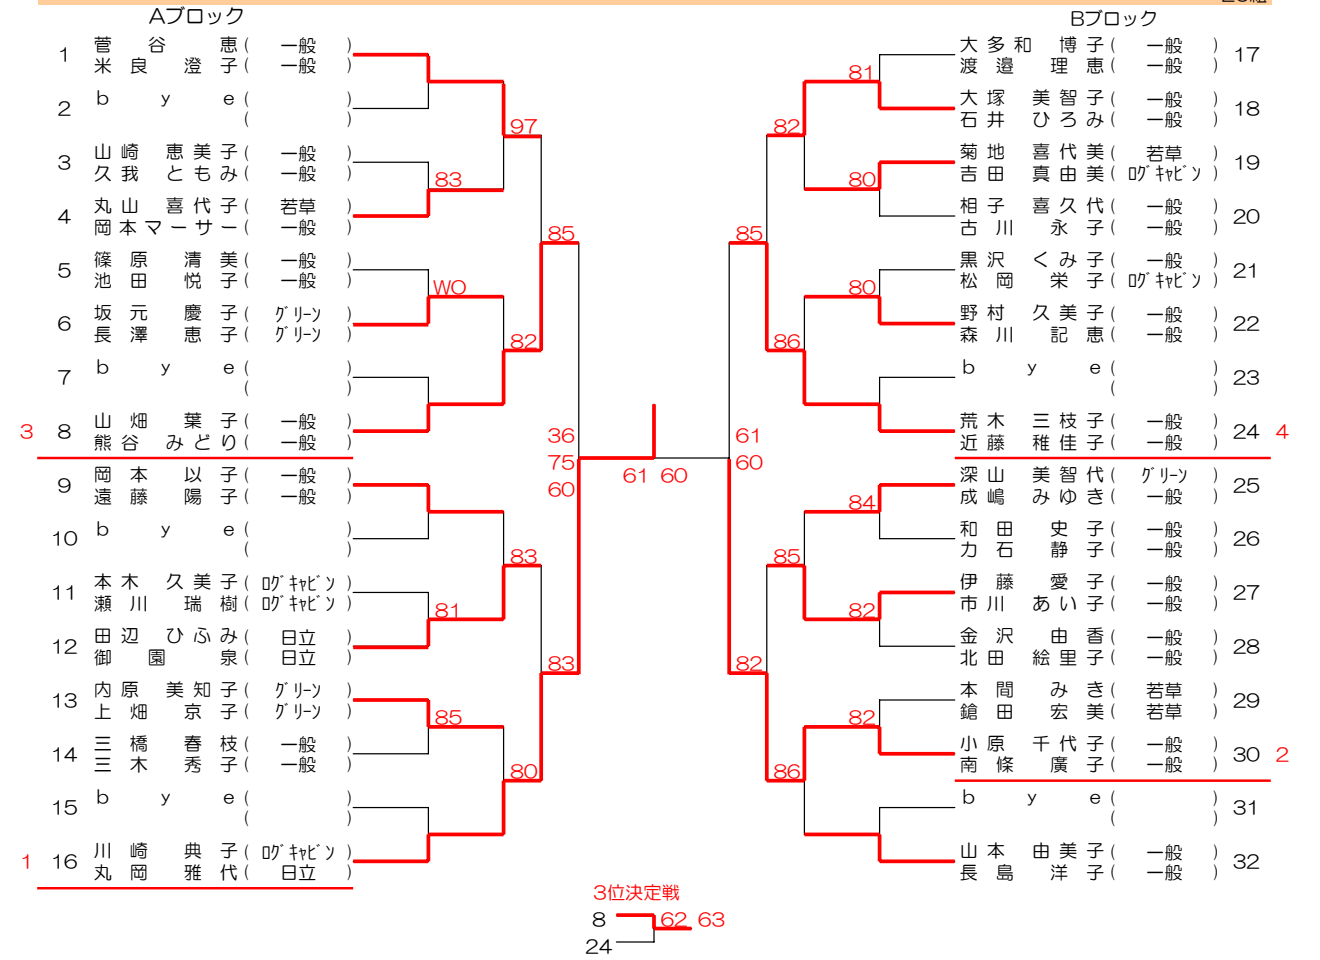 Aブロック
1 菅谷 恵(一般)
米良 澄子(一般)
2 bye( )
( )
3 山崎 恵美子(一般)
久我 ともみ(一般)
4 丸山 喜代子(若草)
岡本マーサー(一般)
5 篠原 清美(一般)
池田 悦子(一般)
6 坂元 慶子(グリーン)
長澤 恵子(グリーン)
7 bye( )
( )
3 8 山畑 葉子(一般)
熊谷 みどり(一般)
9 岡本 以子(一般)
遠藤 陽子(一般)
10 bye( )
( )
11 本木 久美子(ログキャビン)
瀬川 瑞樹(ログキャビン)
12 田辺 ひふみ(日立)
御園 泉(日立)
13 内原 美知子(グリーン)
上畑 京子(グリーン)
14 三橋 春枝(一般)
三木 秀子(一般)
15 bye( )
( )
1 16 川崎 典子(ログキャビン)
丸岡 雅代(日立)
97
83
85
WO
82
36
75
60
83
81
83
85
80
61 60
Bブロック
大多和 博子(一般) 17
渡邉 理恵(一般)
大塚 美智子(一般) 18
石井 ひろみ(一般)
菊地 喜代美(若草) 19
吉田 真由美(ログキャビン)
相子 喜久代(一般) 20
古川 永子(一般)
黒沢 くみ子(一般) 21
松岡 栄子(ログキャビン)
野村 久美子(一般) 22
森川 記恵(一般)
bye( ) 23
( )
荒木 三枝子(一般) 24 4
近藤 稚佳子(一般)
深山 美智代(グリーン) 25
成嶋 みゆき(一般)
和田 史子(一般) 26
力石 静子(一般)
伊藤 愛子(一般) 27
市川 あい子(一般)
金沢 由香(一般) 28
北田 絵里子(一般)
本間 みき(若草) 29
鎗田 宏美(若草)
小原 千代子(一般) 30 2
南條 廣子(一般)
bye( ) 31
( )
山本 由美子(一般) 32
長島 洋子(一般)
81
82
80
85
80
86
61
60
84
85
82
82
82
86
3位決定戦
8 62 63
24